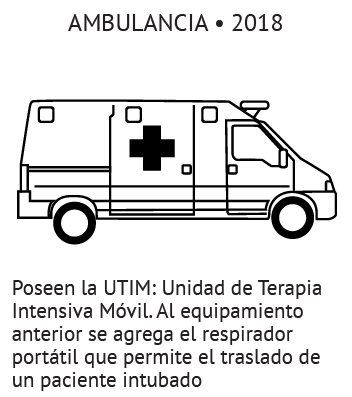 AMBULANCIA • 2018
Poseen la UTIM: Unidad de Terapia
Intensiva Móvil. Al equipamiento
anterior se agrega el respirador
portátil que permite el traslado de
un paciente intubado